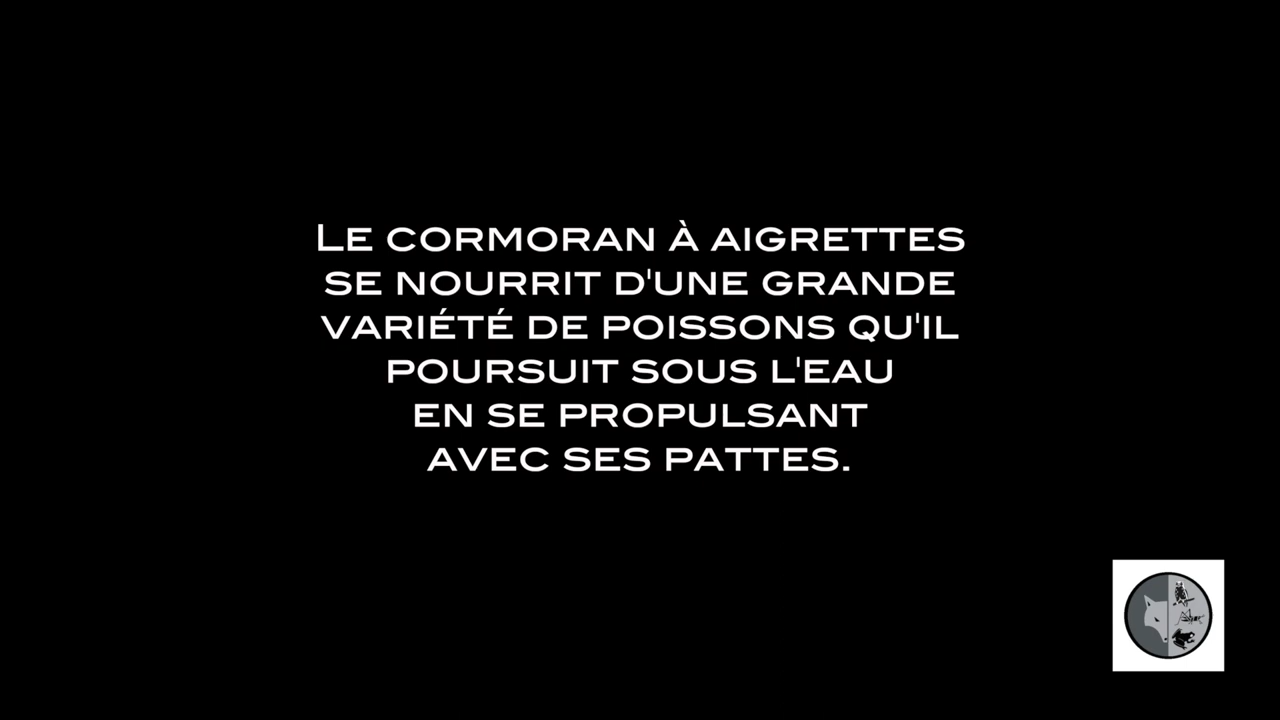 Le cormoran à aigrettes
se nourrit d'une grande
variété de poissons qu'il
poursuit sous l'eau
en se propulsant
avec ses pattes.